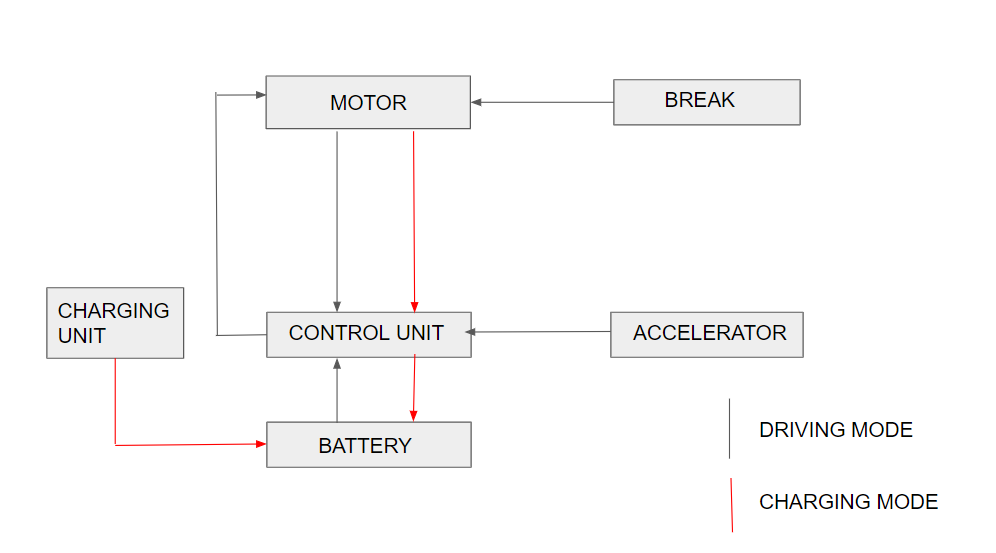 MOTOR
BREAK
CHARGING
UNIT
CONTROL UNIT
ACCELERATOR
BATTERY
DRIVING MODE
CHARGING MODE